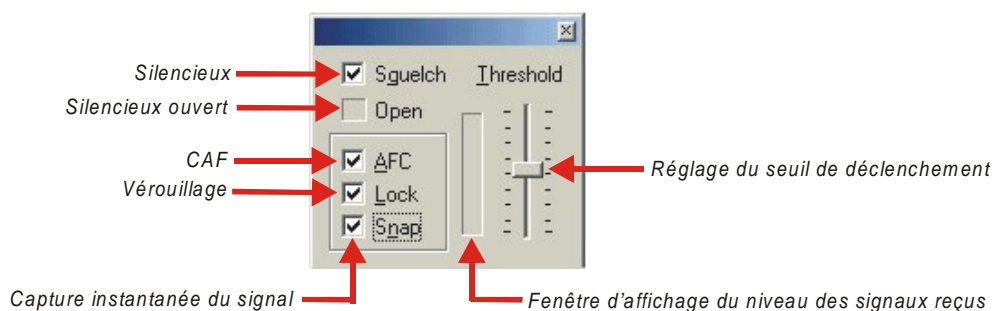 Silencieux
Squelch
Threshold
Silencieux ouvert
Open
CAF
AFC
Réglage du seuil de déclenchement
Vérouillage
Lock
Snap
Capture instantanée du signal
Fenêtre d'affichage du niveau des signaux reçus